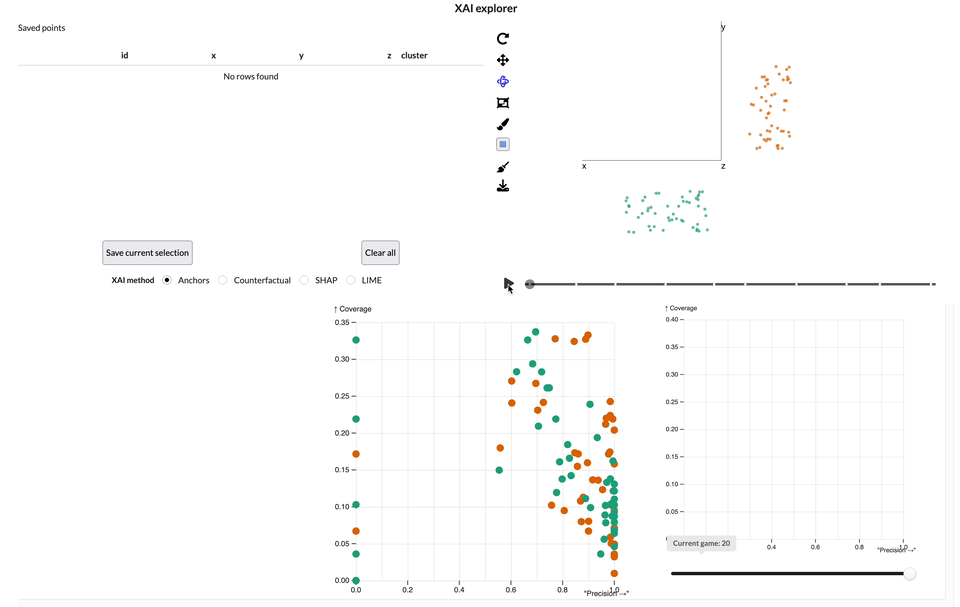 XAI explorer
Saved points
id x y z cluster
No rows found
y
x z
Save current selection Clear all
XAI method Anchors Counterfactual SHAP LIME
↑ Coverage
0.35
0.30
0.25
0.20
0.15
0.10
0.05
0.00
0.0 0.2 0.4 0.6 0.8 1.0
"Precision →"
↑ Coverage
0.40
0.35
0.30
0.25
0.20
0.15
0.10
0.05
0.4 0.6 0.8 1.0
"Precision →"
Current game: 20